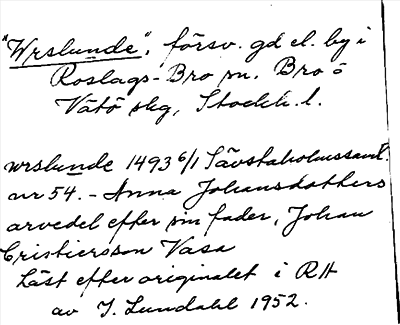 "Wrslunde", försv. gd el. by i
Roslags-Bro sn. Bro o
Vätö skg, Stockh. l.
wrslunde 1493 6/1 Sävstaholmssaml.
nr 54. - Anna Johansdotters
arvedel efter sin fader, Johan
Cristiersson Vasa
Läst efter originalet i RA
av I. Lundahl 1952.